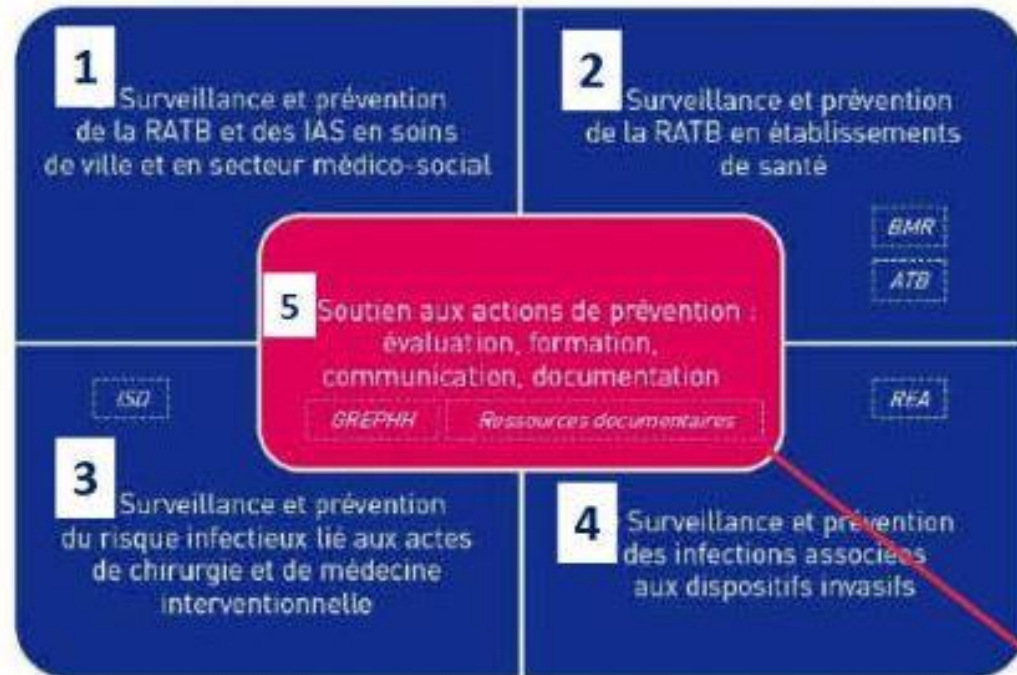 1
Surveillance et prévention
de la RATB et des IAS en soins
de ville et en secteur médico-social
2
Surveillance et prévention
de la RATB en établissements
de santé
BMR
ATB
5
Soutien aux actions de prévention :
évaluation, formation,
communication, documentation
GREPHH
Ressources documentaires
ISO
3
Surveillance et prévention
du risque infectieux lié aux actes
de chirurgie et de médecine
interventionnelle
REA
4
Surveillance et prévention
des infections associées
aux dispositifs invasifs